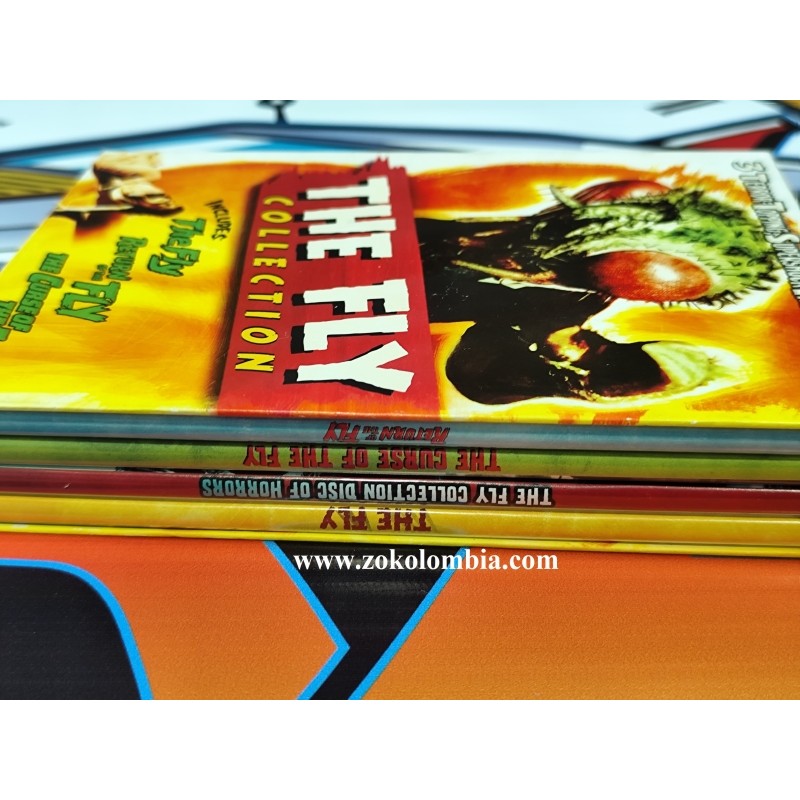 THE FLY
COLLECTION
INCLUDES:
THE FLY
RETURN OF THE FLY
THE CURSE OF
RETURN OF THE FLY
THE CURSE OF THE FLY
THE FLY COLLECTION DISC OF HORRORS
THE FLY
www.zokolombia.com